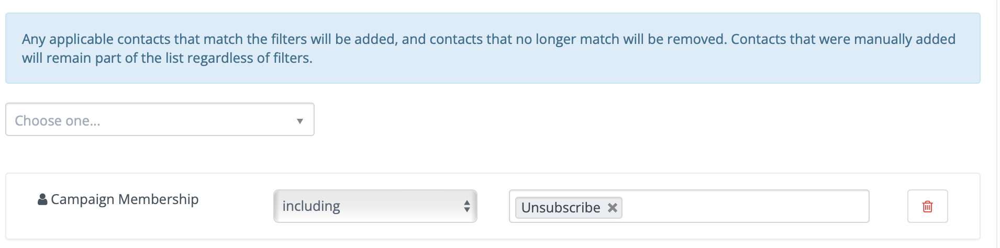 Any applicable contacts that match the filters will be added, and contacts that no longer match will be removed. Contacts that were manually added
will remain part of the list regardless of filters.
Choose one...
Campaign Membership including Unsubscribe